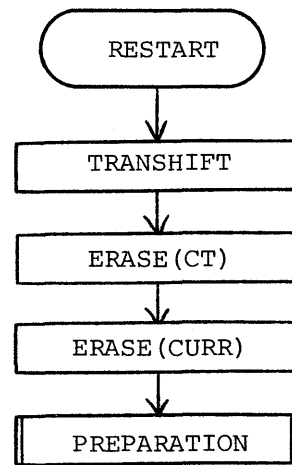 RESTART
TRANSHIFT
ERASE(CT)
ERASE(CURR)
PREPARATION